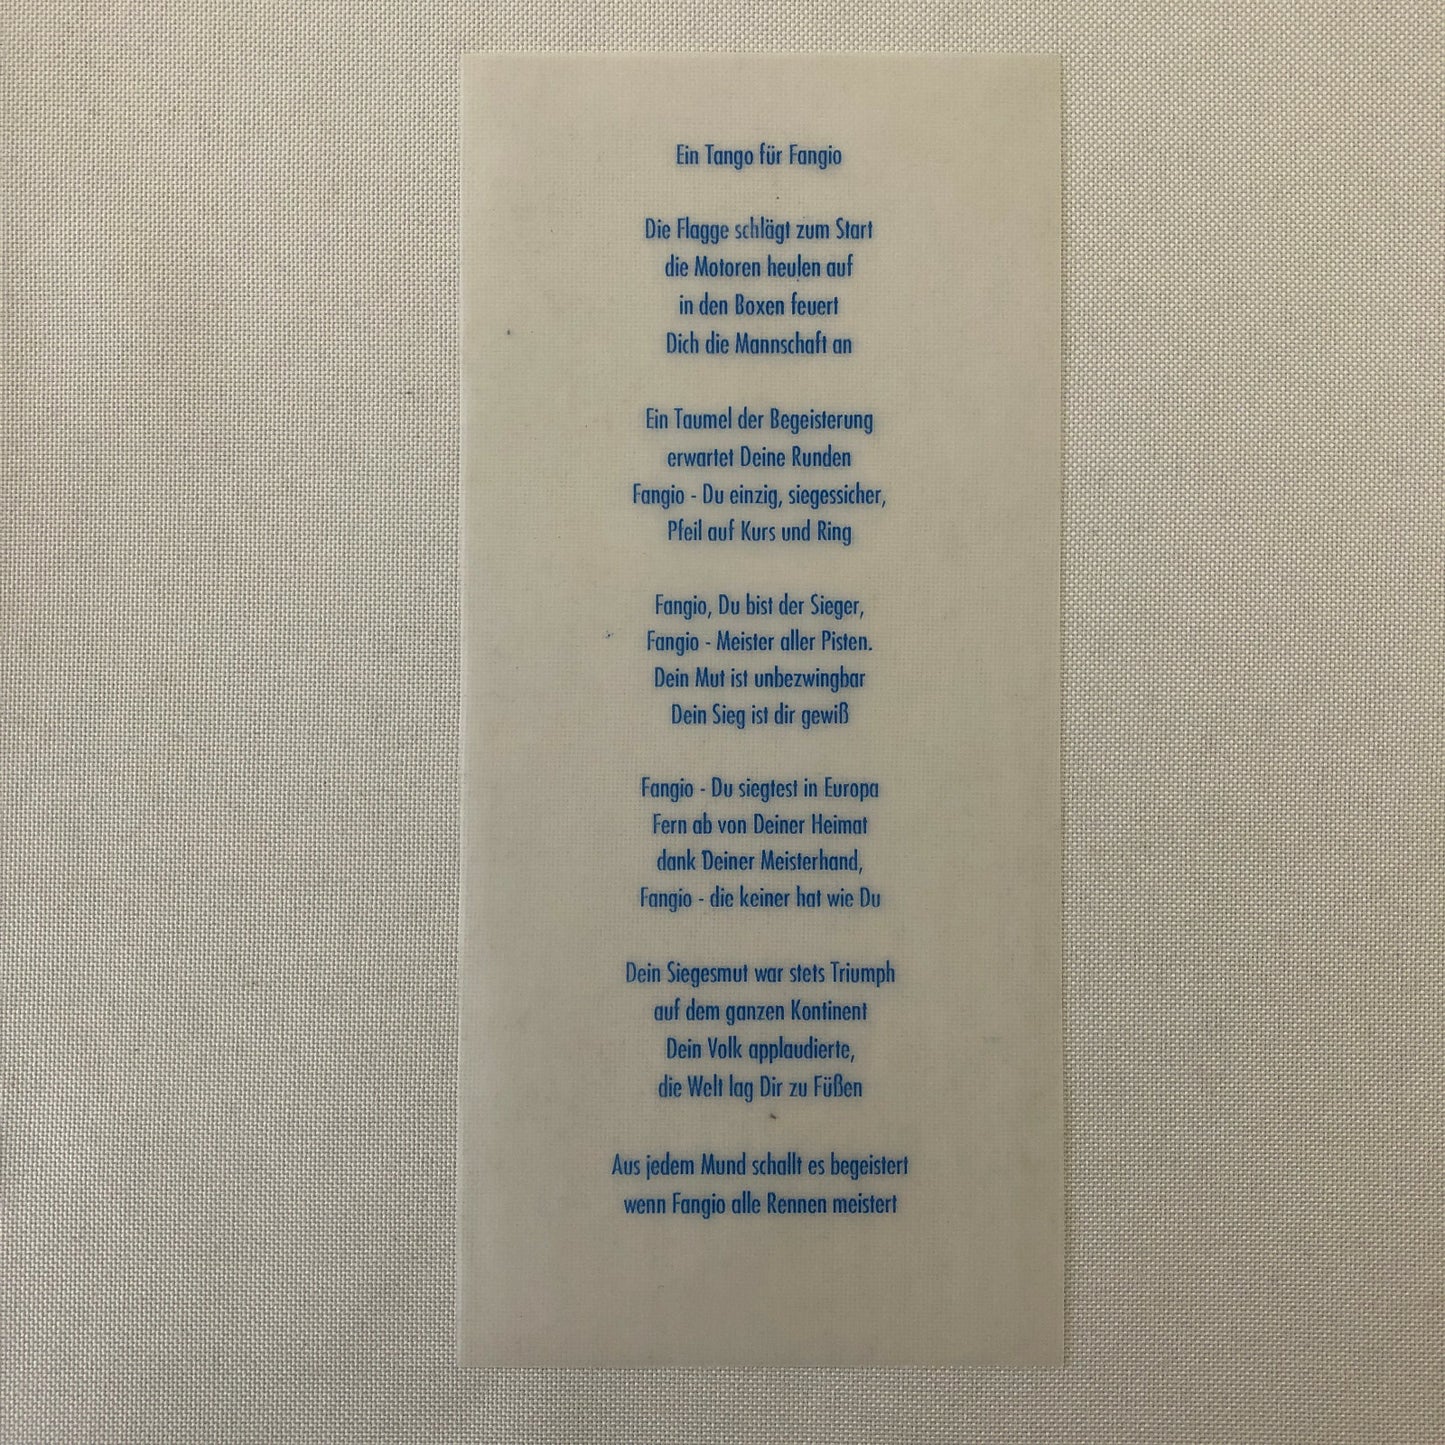 Ein Tango für Fangio
Die Flagge schlägt zum Start
die Motoren heulen auf
in den Boxen feuert
Dich die Mannschaft an
Ein Taumel der Begeisterung
erwartet Deine Runden
Fangio - Du einzig, siegessicher,
Pfeil auf Kurs und Ring
Fangio, Du bist der Sieger,
Fangio - Meister aller Pisten.
Dein Mut ist unbezwingbar
Dein Sieg ist dir gewiß
Fangio - Du siegtest in Europa
Fern ab von Deiner Heimat
dank Deiner Meisterhand,
Fangio - die keiner hat wie Du
Dein Siegesmut war stets Triumph
auf dem ganzen Kontinent
Dein Volk applaudierte,
die Welt lag Dir zu Füßen
Aus jedem Mund schallt es begeistert
wenn Fangio alle Rennen meistert